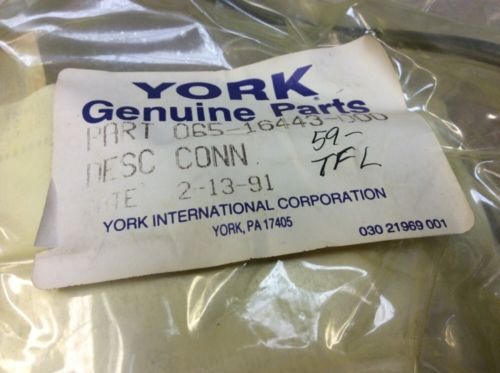 YORK
Genuine Parts
PART 065-16443-000
DESC CONN
59-
TFL
DATE 2-13-91
YORK INTERNATIONAL CORPORATION
YORK, PA 17405
030 21969 001